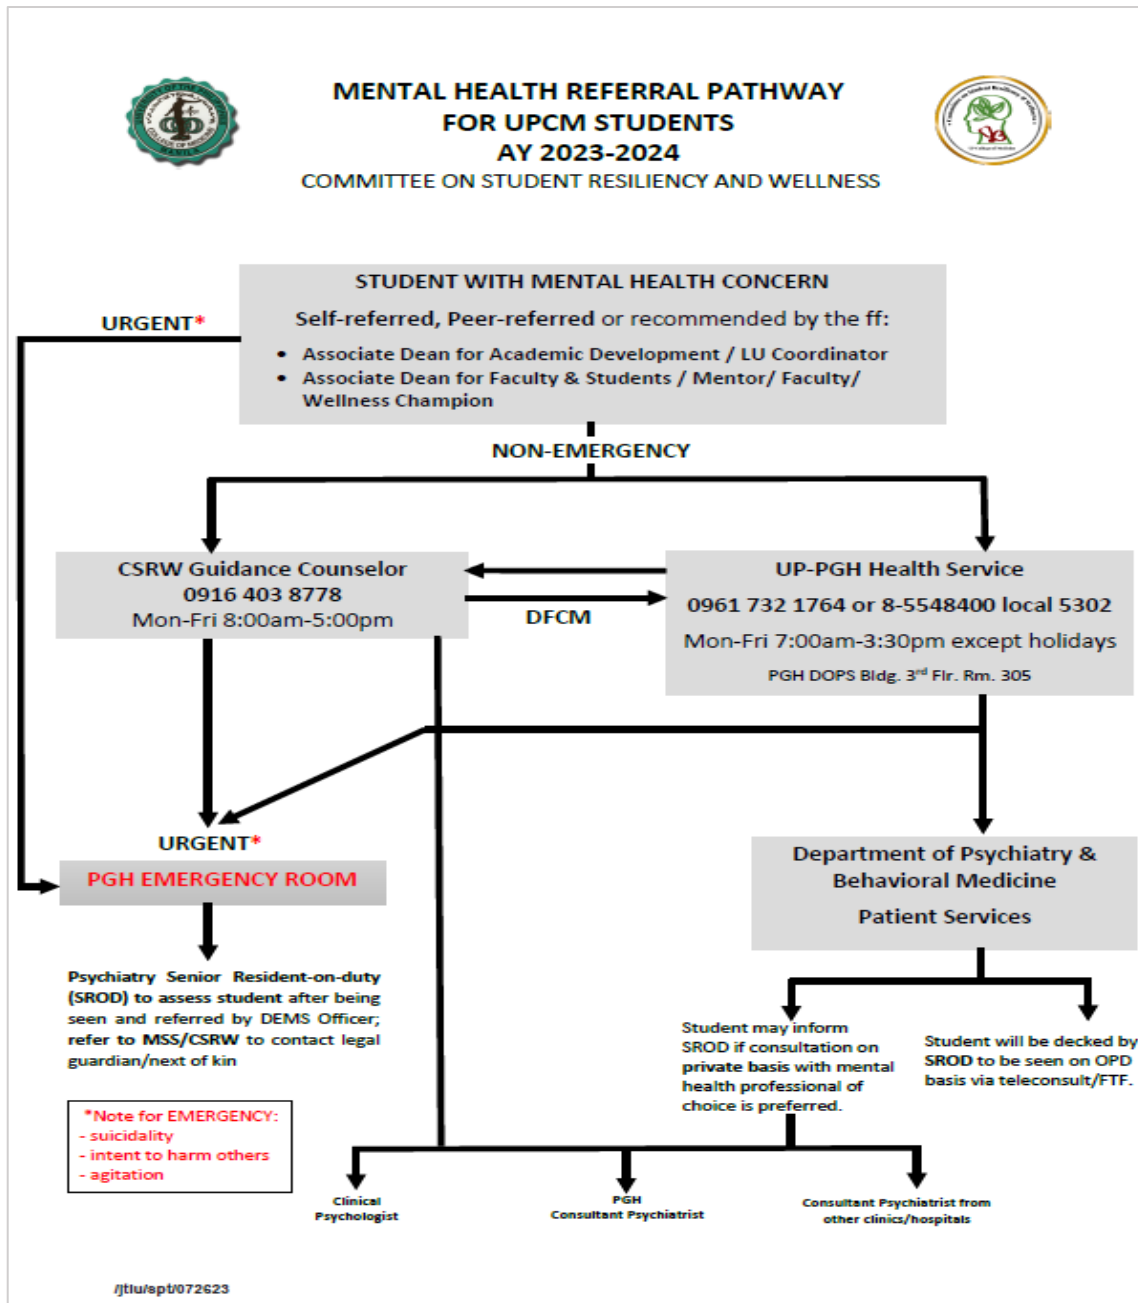 MENTAL HEALTH REFERRAL PATHWAY
FOR UPCM STUDENTS
AY 2023-2024
COMMITTEE ON STUDENT RESILIENCY AND WELLNESS
STUDENT WITH MENTAL HEALTH CONCERN
Self-referred, Peer-referred or recommended by the ff:
• Associate Dean for Academic Development / LU Coordinator
• Associate Dean for Faculty & Students / Mentor/ Faculty/
Wellness Champion
URGENT*
NON-EMERGENCY
CSRW Guidance Counselor
0916 403 8778
Mon-Fri 8:00am-5:00pm
DFCM
UP-PGH Health Service
0961 732 1764 or 8-5548400 local 5302
Mon-Fri 7:00am-3:30pm except holidays
PGH DOPS Bldg. 3rd Flr. Rm. 305
URGENT*
PGH EMERGENCY ROOM
Department of Psychiatry &
Behavioral Medicine
Patient Services
Psychiatry Senior Resident-on-duty
(SROD) to assess student after being
seen and referred by DEMS Officer;
refer to MSS/CSRW to contact legal
guardian/next of kin
Student may inform
SROD if consultation on
private basis with mental
health professional of
choice is preferred.
Student will be decked by
SROD to be seen on OPD
basis via teleconsult/FTF.
*Note for EMERGENCY:
- suicidality
- intent to harm others
- agitation
Clinical
Psychologist
PGH
Consultant Psychiatrist
Consultant Psychiatrist from
other clinics/hospitals
/jtlu/spt/072623